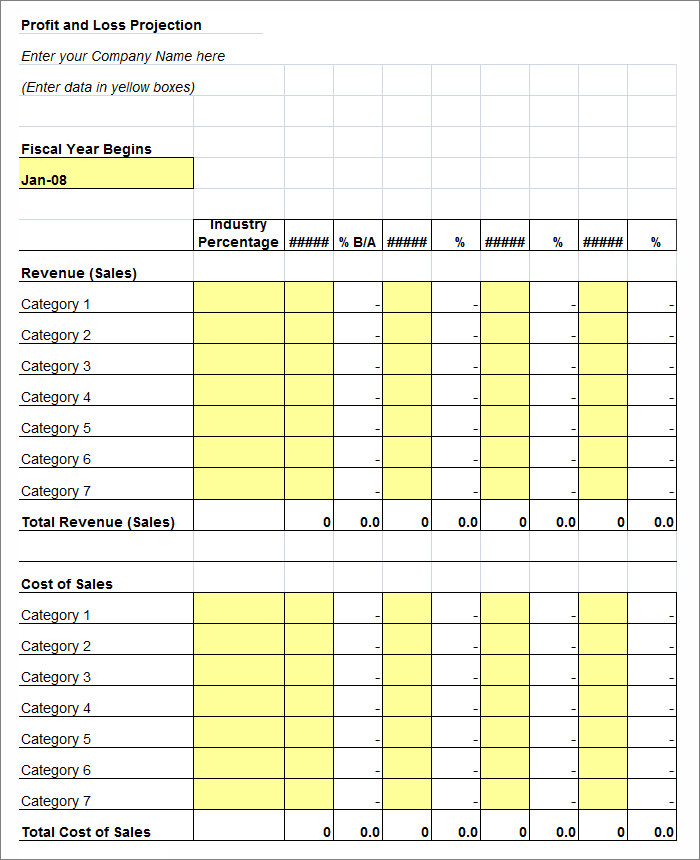 Profit and Loss Projection
Enter your Company Name here
(Enter data in yellow boxes)
Fiscal Year Begins
Jan-08
Industry
Percentage ##### % B/A ##### % ##### % ##### %
Revenue (Sales)
Category 1 - - - -
Category 2 - - - -
Category 3 - - - -
Category 4 - - - -
Category 5 - - - -
Category 6 - - - -
Category 7 - - - -
Total Revenue (Sales) 0 0.0 0 0.0 0 0.0 0 0.0
Cost of Sales
Category 1 - - - -
Category 2 - - - -
Category 3 - - - -
Category 4 - - - -
Category 5 - - - -
Category 6 - - - -
Category 7 - - - -
Total Cost of Sales 0 0.0 0 0.0 0 0.0 0 0.0